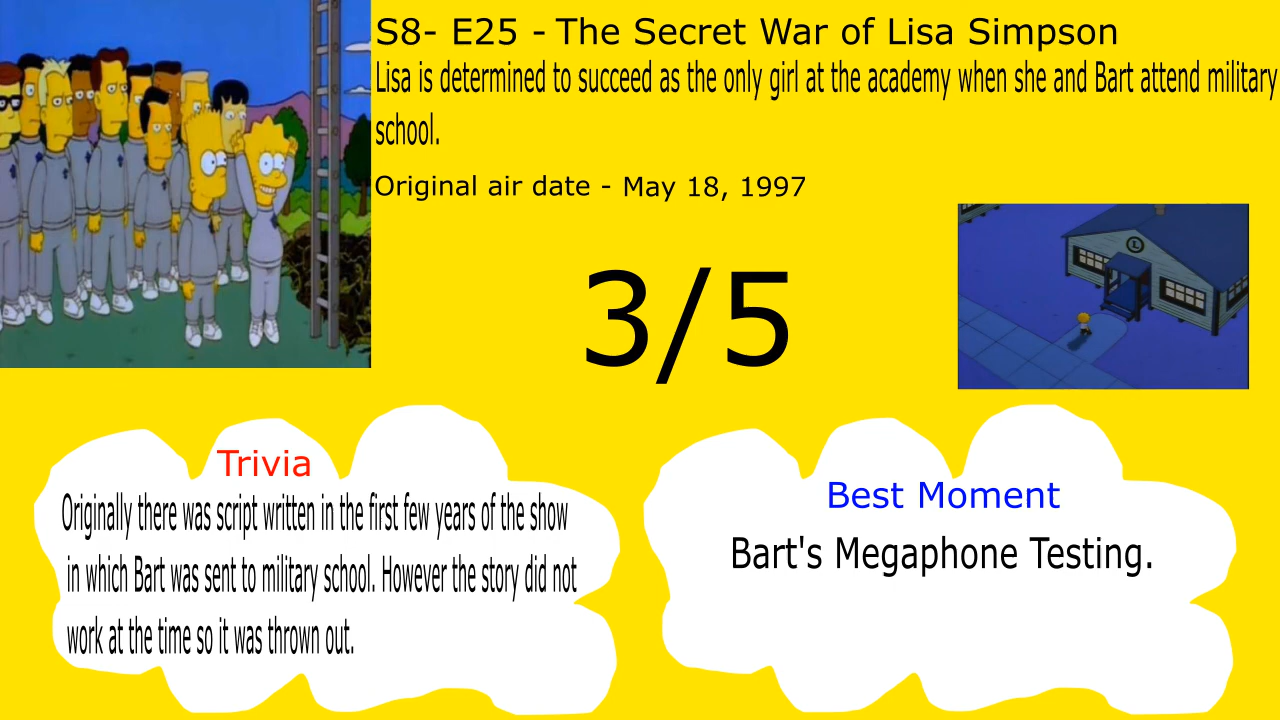 S8- E25 - The Secret War of Lisa Simpson
Lisa is determined to succeed as the only girl at the academy when she and Bart attend military
school.
Original air date - May 18, 1997
3/5
L
Trivia
Originally there was script written in the first few years of the show
in which Bart was sent to military school. However the story did not
work at the time so it was thrown out.
Best Moment
Bart's Megaphone Testing.